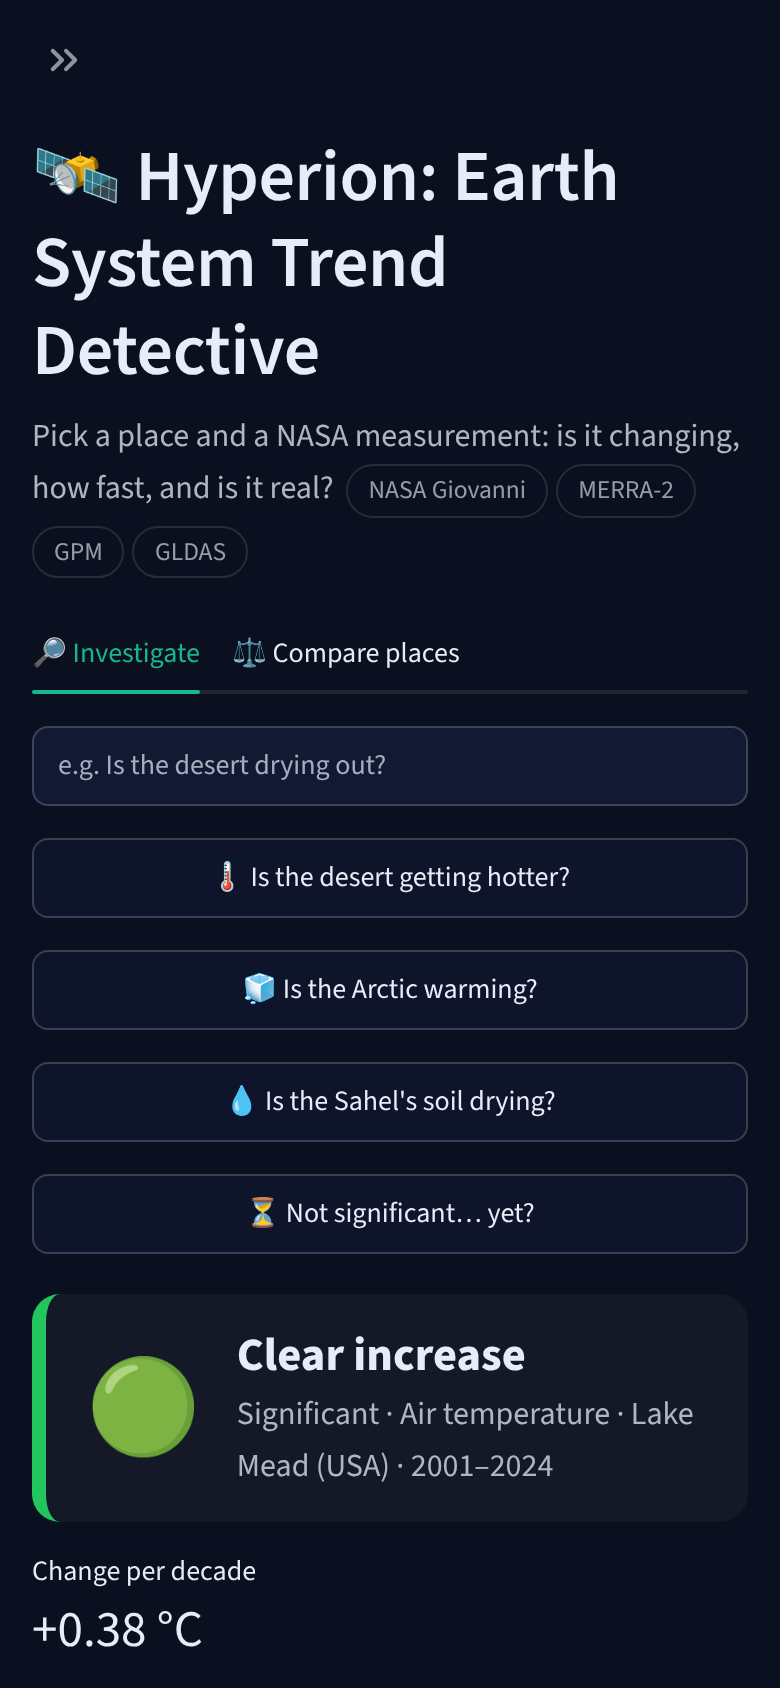 Hyperion: Earth
System Trend
Detective
Pick a place and a NASA measurement: is it changing,
how fast, and is it real? NASA Giovanni MERRA-2
GPM GLDAS
Investigate Compare places
e.g. Is the desert drying out?
Is the desert getting hotter?
Is the Arctic warming?
Is the Sahel's soil drying?
Not significant… yet?
Clear increase
Significant · Air temperature · Lake
Mead (USA) · 2001–2024
Change per decade
+0.38 °C